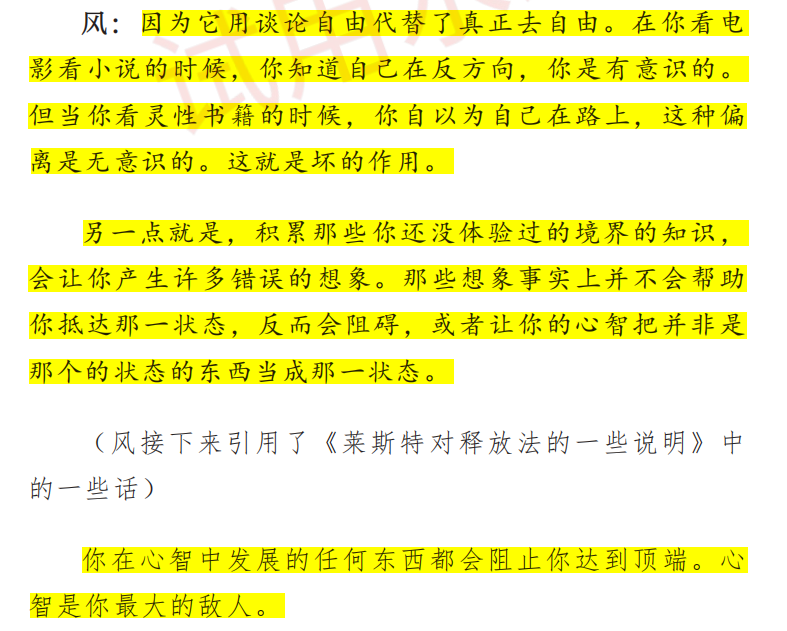 试用水
风：因为它用谈论自由代替了真正去自由。在你看电
影看小说的时候，你知道自己在反方向，你是有意识的。
但当你看灵性书籍的时候，你自以为自己在路上，这种偏
离是无意识的。这就是坏的作用。
另一点就是，积累那些你还没体验过的境界的知识，
会让你产生许多错误的想象。那些想象事实上并不会帮助
你抵达那一状态，反而会阻碍，或者让你的心智把并非是
那个的状态的东西当成那一状态。
（风接下来引用了《莱斯特对释放法的一些说明》中
的一些话）
你在心智中发展的任何东西都会阻止你达到顶端。心
智是你最大的敌人。